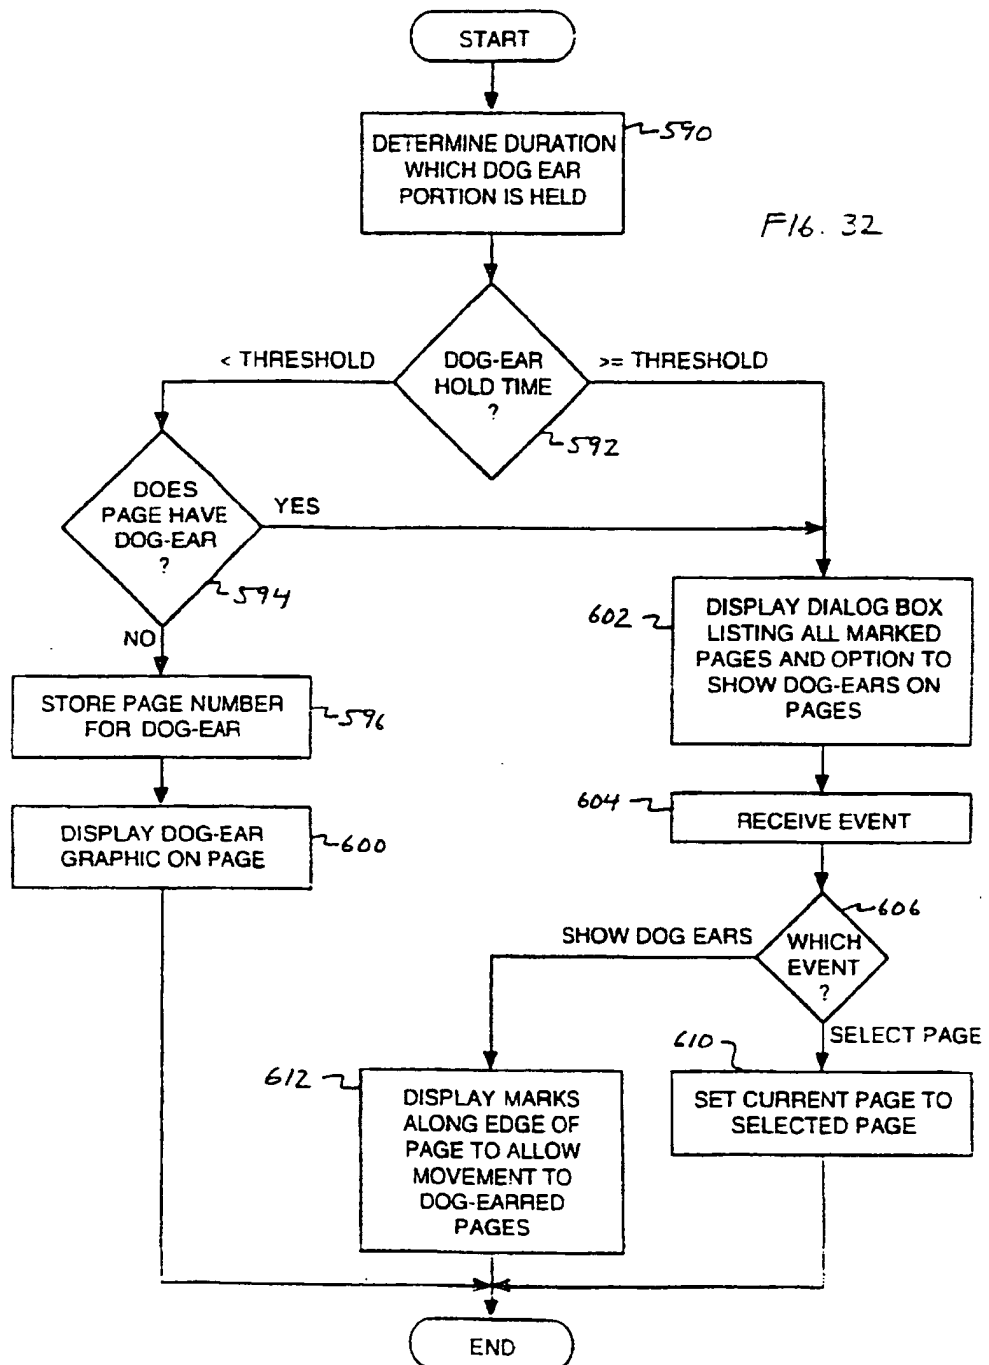 START
DETERMINE DURATION
WHICH DOG EAR
PORTION IS HELD
590
FIG. 32
< THRESHOLD
DOG-EAR
HOLD TIME
?
>= THRESHOLD
592
DOES
PAGE HAVE
DOG-EAR
?
YES
594
NO
602
DISPLAY DIALOG BOX
LISTING ALL MARKED
PAGES AND OPTION TO
SHOW DOG-EARS ON
PAGES
STORE PAGE NUMBER
FOR DOG-EAR
596
604
RECEIVE EVENT
DISPLAY DOG-EAR
GRAPHIC ON PAGE
600
606
SHOW DOG EARS
WHICH
EVENT
?
SELECT PAGE
610
612
DISPLAY MARKS
ALONG EDGE OF
PAGE TO ALLOW
MOVEMENT TO
DOG-EARRED
PAGES
SET CURRENT PAGE TO
SELECTED PAGE
END